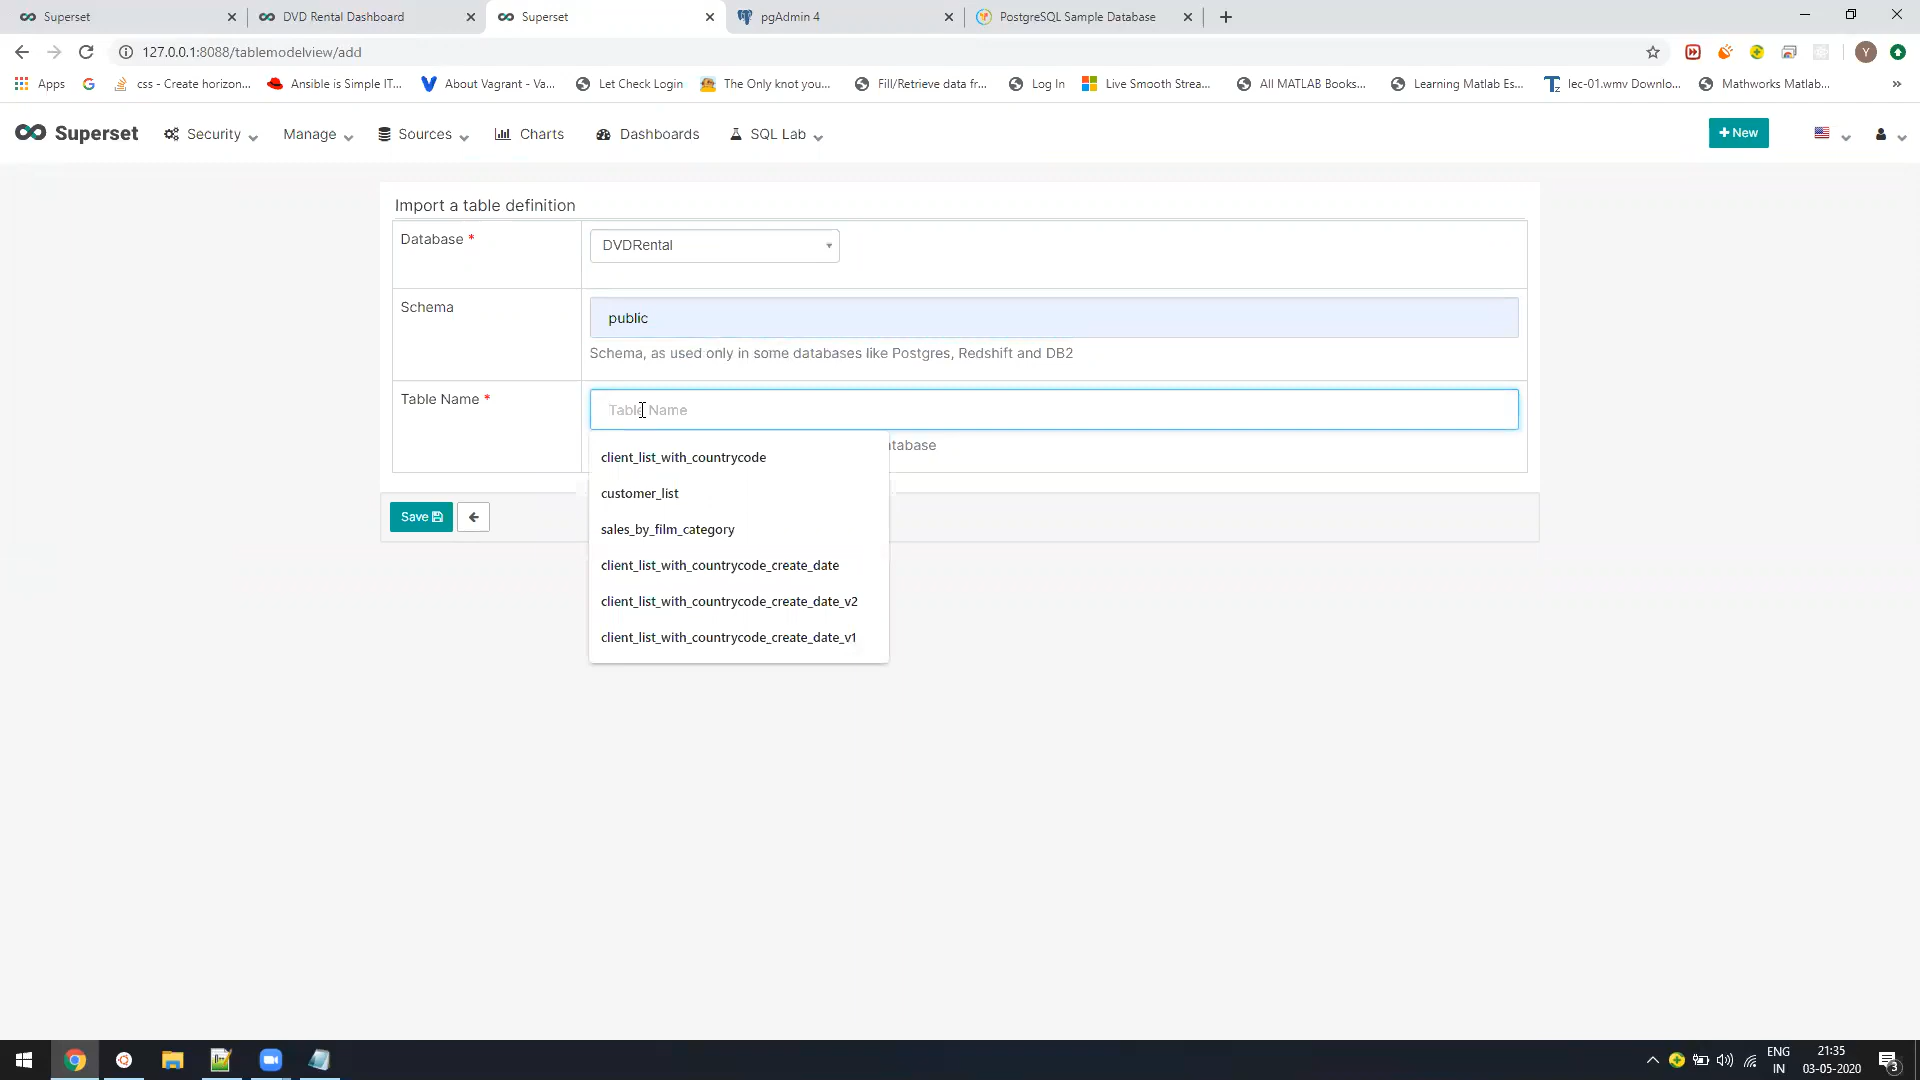 Superset
DVD Rental Dashboard
Superset
pgAdmin 4
PostgreSQL Sample Database
127.0.0.1:8088/tablemodelview/add
Y
Apps
css - Create horizon...
Ansible is Simple IT...
About Vagrant - Va...
Let Check Login
The Only knot you...
Fill/Retrieve data fr...
Log In
Live Smooth Strea...
All MATLAB Books...
Learning Matlab Es...
lec-01.wmv Downlo...
Mathworks Matlab...
»
Superset
Security
Manage
Sources
Charts
Dashboards
SQL Lab
+ New
Import a table definition
Database *
DVDRental
Schema
public
Schema, as used only in some databases like Postgres, Redshift and DB2
Table Name *
Table Name
tabase
client_list_with_countrycode
customer_list
sales_by_film_category
client_list_with_countrycode_create_date
client_list_with_countrycode_create_date_v2
client_list_with_countrycode_create_date_v1
Save
ENG
IN
21:35
03-05-2020
3